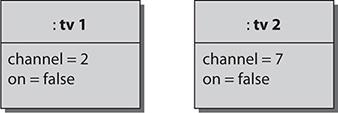 : tv 1
channel = 2
on = false
: tv 2
channel = 7
on = false